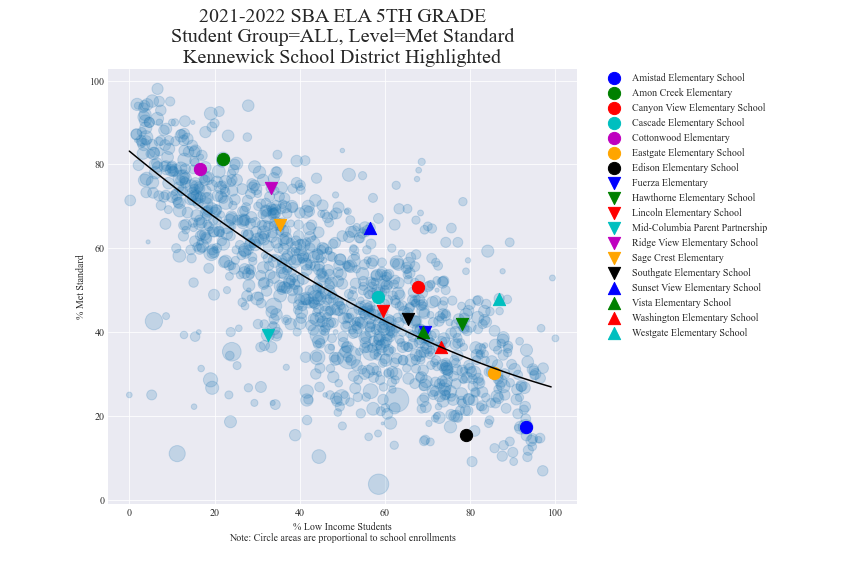 2021-2022 SBA ELA 5TH GRADE
Student Group=ALL, Level=Met Standard
Kennewick School District Highlighted
100
80
60
40
20
0
% Met Standard
0 20 40 60 80 100
% Low Income Students
Note: Circle areas are proportional to school enrollments
Amistad Elementary School
Amon Creek Elementary
Canyon View Elementary School
Cascade Elementary School
Cottonwood Elementary
Eastgate Elementary School
Edison Elementary School
Fuerza Elementary
Hawthorne Elementary School
Lincoln Elementary School
Mid-Columbia Parent Partnership
Ridge View Elementary School
Sage Crest Elementary
Southgate Elementary School
Sunset View Elementary School
Vista Elementary School
Washington Elementary School
Westgate Elementary School